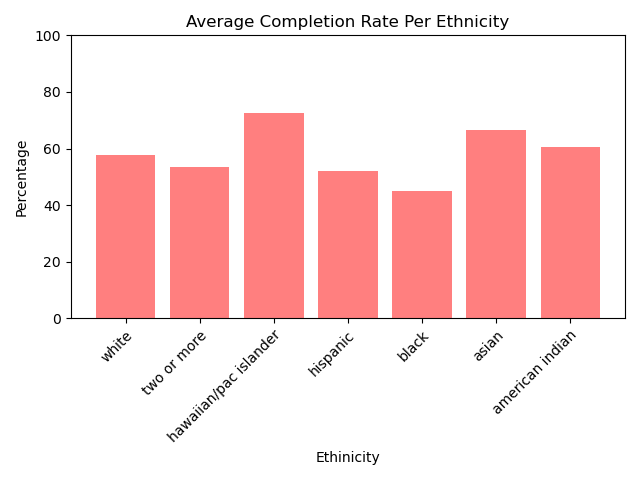 Average Completion Rate Per Ethnicity
100
80
60
40
20
0
Percentage
white
two or more
hawaiian/pac islander
hispanic
black
asian
american indian
Ethinicity